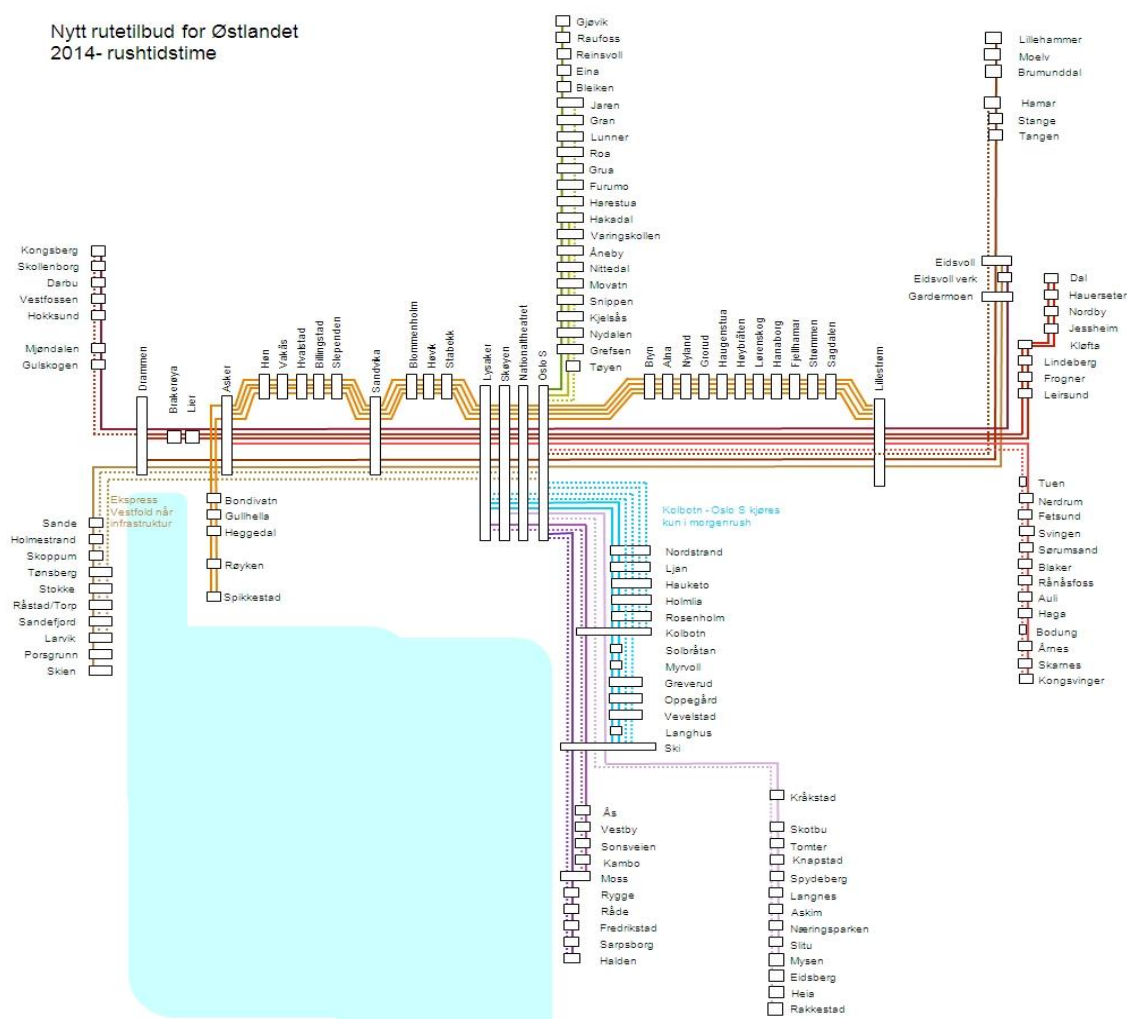 Nytt rutetilbud for Østlandet
2014- rushtidstime
Gjøvik
Raufoss
Reinsvoll
Eina
Bleiken
Jaren
Gran
Lunner
Roa
Grua
Furumo
Harestua
Hakadal
Varingskollen
Åneby
Nittedal
Movatn
Snippen
Kjelsås
Nydalen
Grefsen
Tøyen
Lillehammer
Moelv
Brumunddal
Hamar
Stange
Tangen
Eidsvoll
Eidsvoll verk
Gardermoen
Dal
Hauerseter
Nordby
Jessheim
Kløfta
Lindeberg
Frogner
Leirsund
Kongsberg
Skollenborg
Darbu
Vestfossen
Hokksund
Mjøndalen
Gulskogen
Drammen
Brakerøya
Lier
Asker
Høn
Vakås
Hvalstad
Billingstad
Slependen
Sandvika
Blommenholm
Høvik
Stabekk
Lysaker
Skøyen
Nationaltheatret
Oslo S
Bryn
Alna
Nyland
Grorud
Haugenstua
Høybråten
Lørenskog
Hanaborg
Fjellhamar
Strømmen
Sagdalen
Lillestrøm
Ekspress
Vestfold når
infrastruktur
Sande
Holmestrand
Skoppum
Tønsberg
Stokke
Råstad/Torp
Sandefjord
Larvik
Porsgrunn
Skien
Bondivatn
Gullhella
Heggedal
Røyken
Spikkestad
Kolbotn - Oslo S kjøres
kun i morgenrush
Nordstrand
Ljan
Hauketo
Holmlia
Rosenholm
Kolbotn
Solbråtan
Myrvoll
Greverud
Oppegård
Vevelstad
Langhus
Ski
Tuen
Nerdrum
Fetsund
Svingen
Sørumsand
Blaker
Rånåsfoss
Auli
Haga
Bodung
Årnes
Skarnes
Kongsvinger
Ås
Vestby
Sonsveien
Kambo
Moss
Rygge
Råde
Fredrikstad
Sarpsborg
Halden
Kråkstad
Skotbu
Tomter
Knapstad
Spydeberg
Langnes
Askim
Næringsparken
Slitu
Mysen
Eidsberg
Heia
Rakkestad